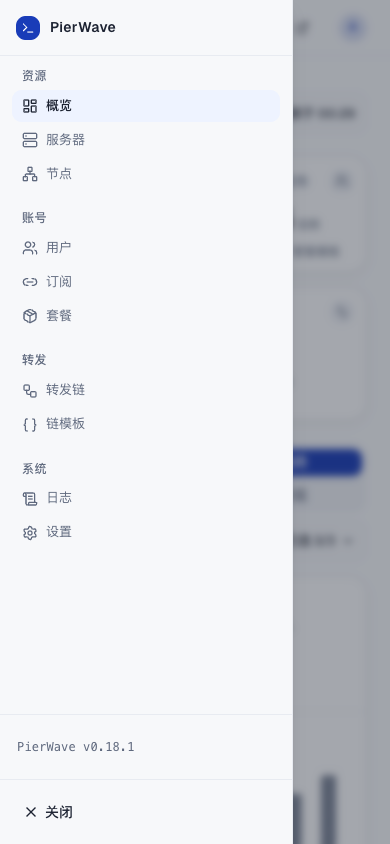 PierWave
资源
概览
服务器
节点
账号
用户
订阅
套餐
转发
转发链
链模板
系统
日志
设置
PierWave v0.18.1
关闭